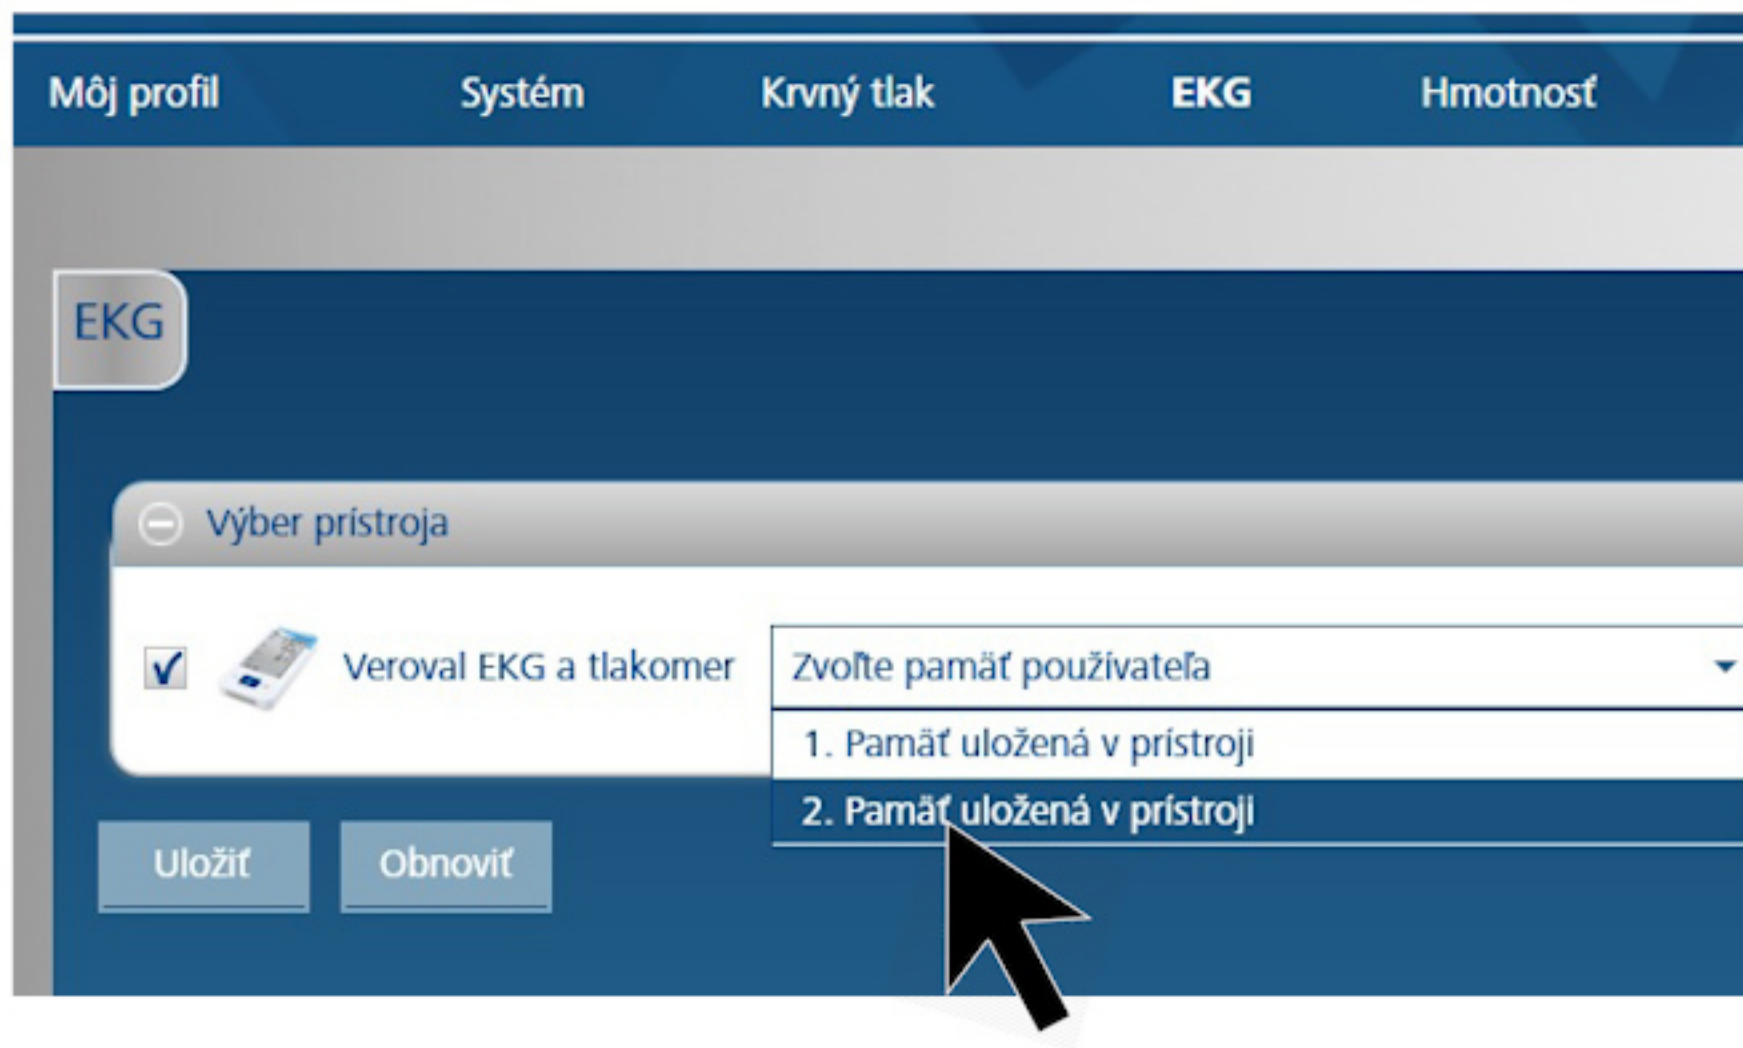 Môj profil Systém Krvný tlak EKG Hmotnosť
EKG
Výber prístroja
Veroval EKG a tlakomer Zvoľte pamäť používateľa
1. Pamäť uložená v prístroji
2. Pamäť uložená v prístroji
Uložiť Obnoviť